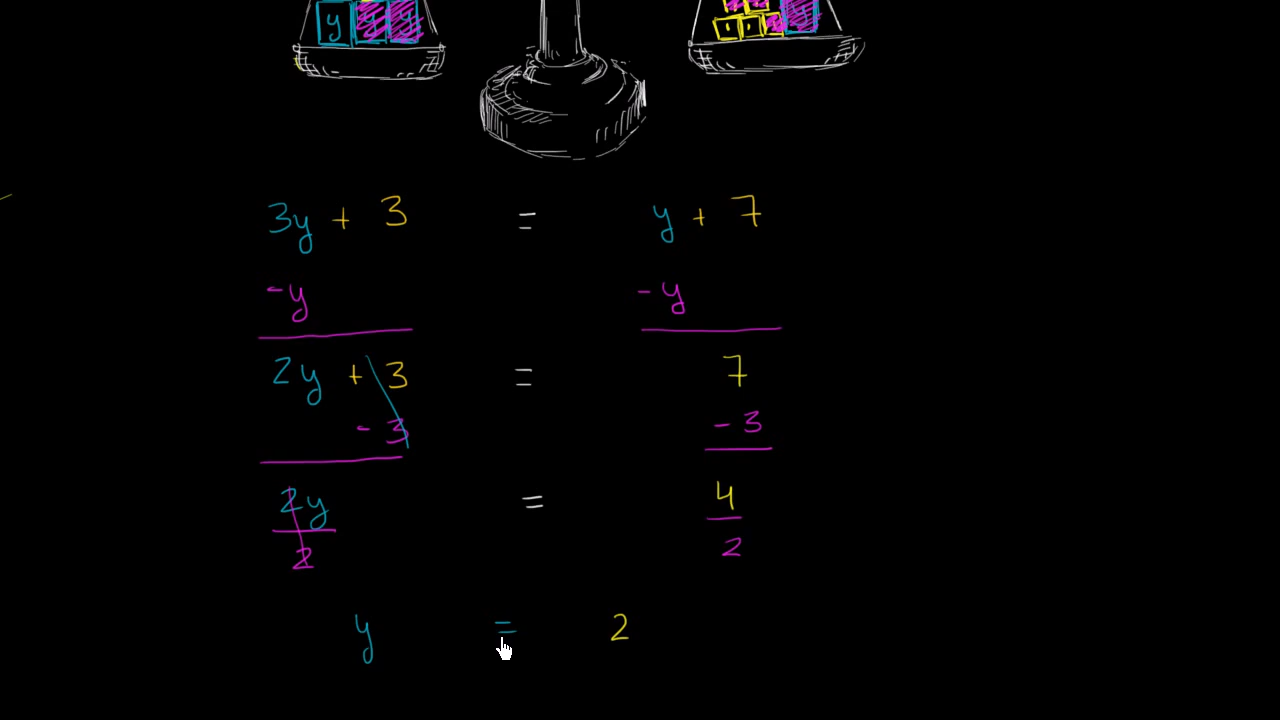 y y y y
3y + 3 = y + 7
-y -y
2y + 3 = 7
- 3 - 3
2y = 4
2 2
y = 2